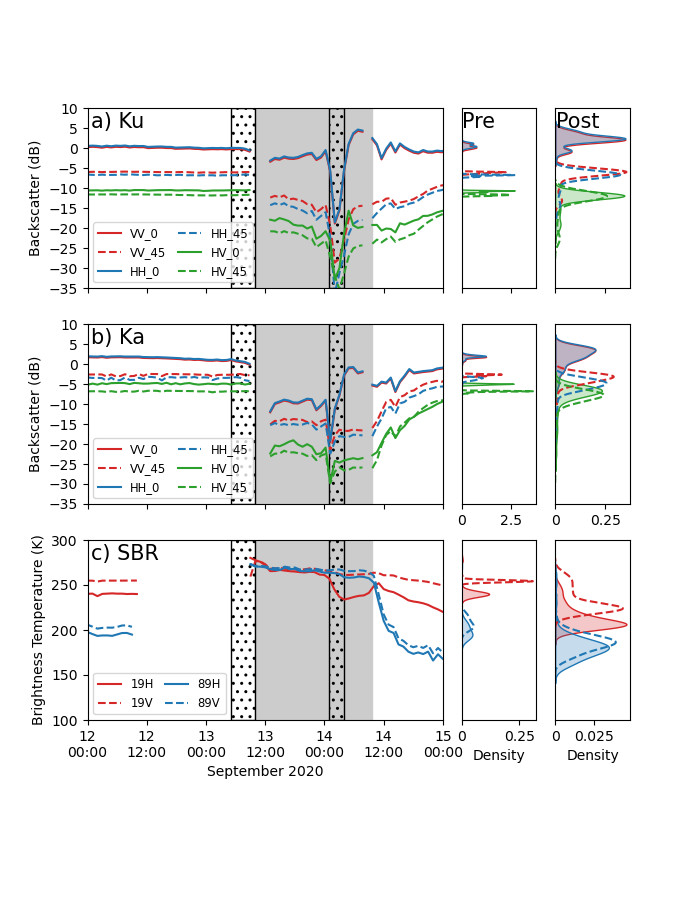 a) Ku
Pre
Post
10
5
0
−5
−10
−15
−20
−25
−30
−35
Backscatter (dB)
VV_0
HH_45
VV_45
HV_0
HH_0
HV_45
b) Ka
10
5
0
−5
−10
−15
−20
−25
−30
−35
Backscatter (dB)
VV_0
HH_45
VV_45
HV_0
HH_0
HV_45
0 2.5
0 0.25
c) SBR
300
250
200
150
100
Brightness Temperature (K)
19H
89H
19V
89V
12 12 13 13 14 14 15
00:00 12:00 00:00 12:00 00:00 12:00 00:00
September 2020
0 0.25
Density
0 0.025
Density